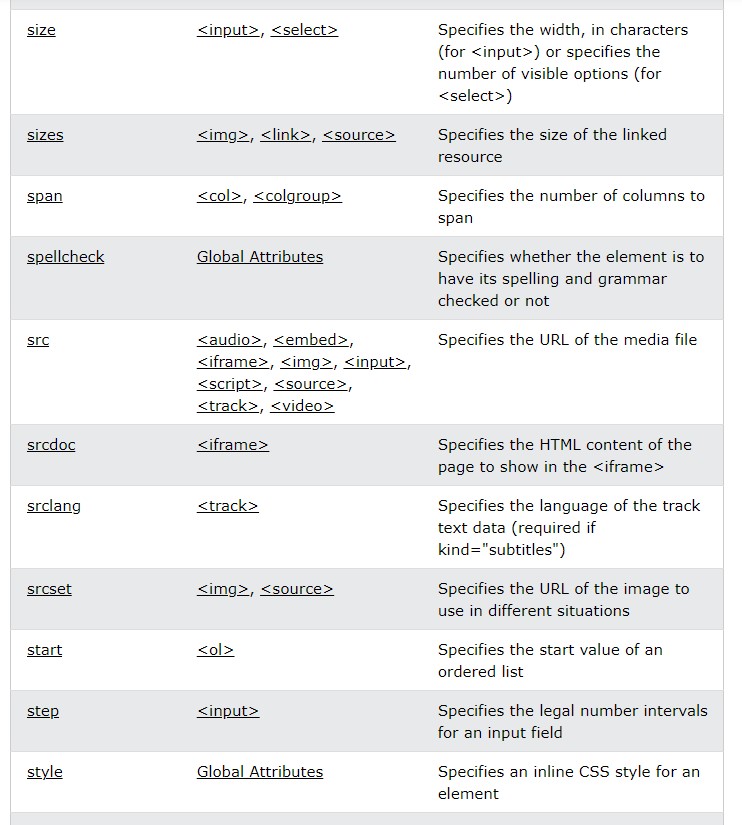 size <input>, <select> Specifies the width, in characters
(for <input>) or specifies the
number of visible options (for
<select>)
sizes <img>, <link>, <source> Specifies the size of the linked
resource
span <col>, <colgroup> Specifies the number of columns to
span
spellcheck Global Attributes Specifies whether the element is to
have its spelling and grammar
checked or not
src <audio>, <embed>, Specifies the URL of the media file
<iframe>, <img>, <input>,
<script>, <source>,
<track>, <video>
srcdoc <iframe> Specifies the HTML content of the
page to show in the <iframe>
srclang <track> Specifies the language of the track
text data (required if
kind="subtitles")
srcset <img>, <source> Specifies the URL of the image to
use in different situations
start <ol> Specifies the start value of an
ordered list
step <input> Specifies the legal number intervals
for an input field
style Global Attributes Specifies an inline CSS style for an
element